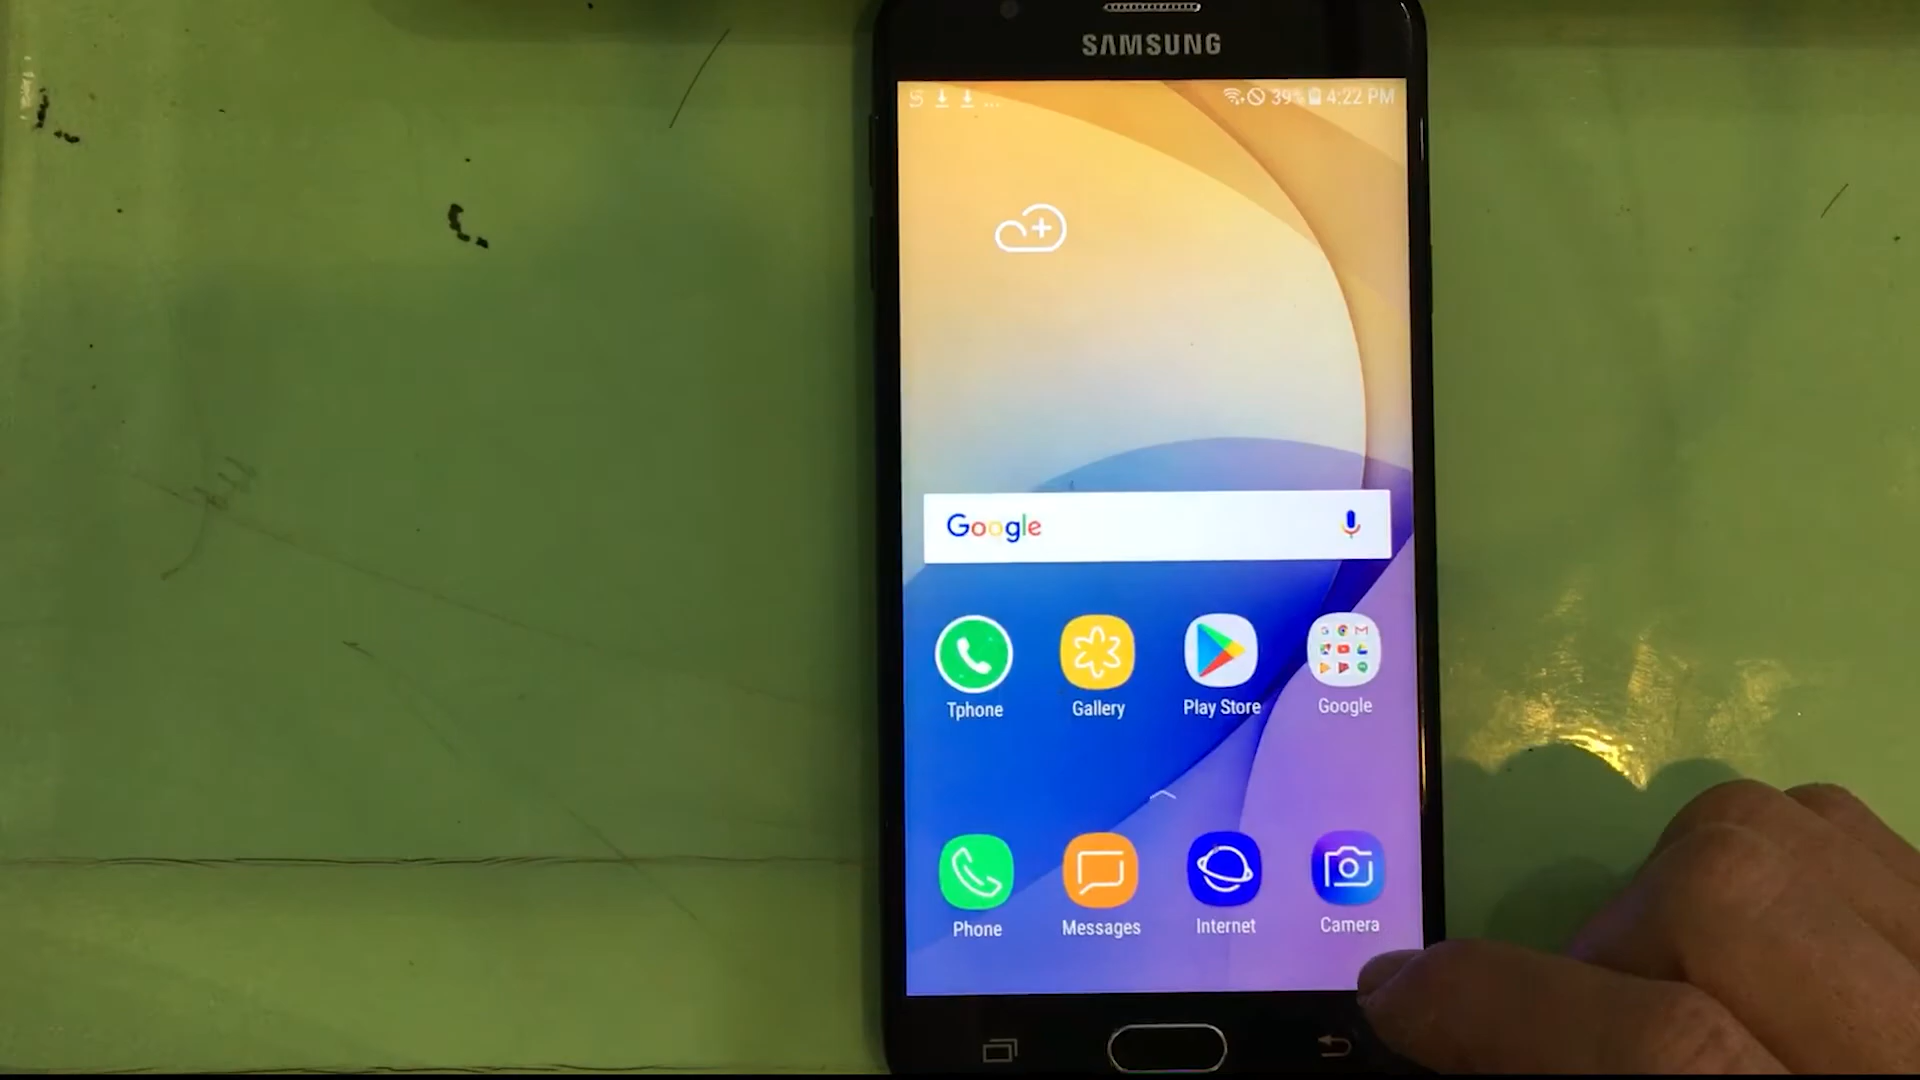 SAMSUNG
39% 4:22 PM
Google
Tphone Gallery Play Store Google
Phone Messages Internet Camera